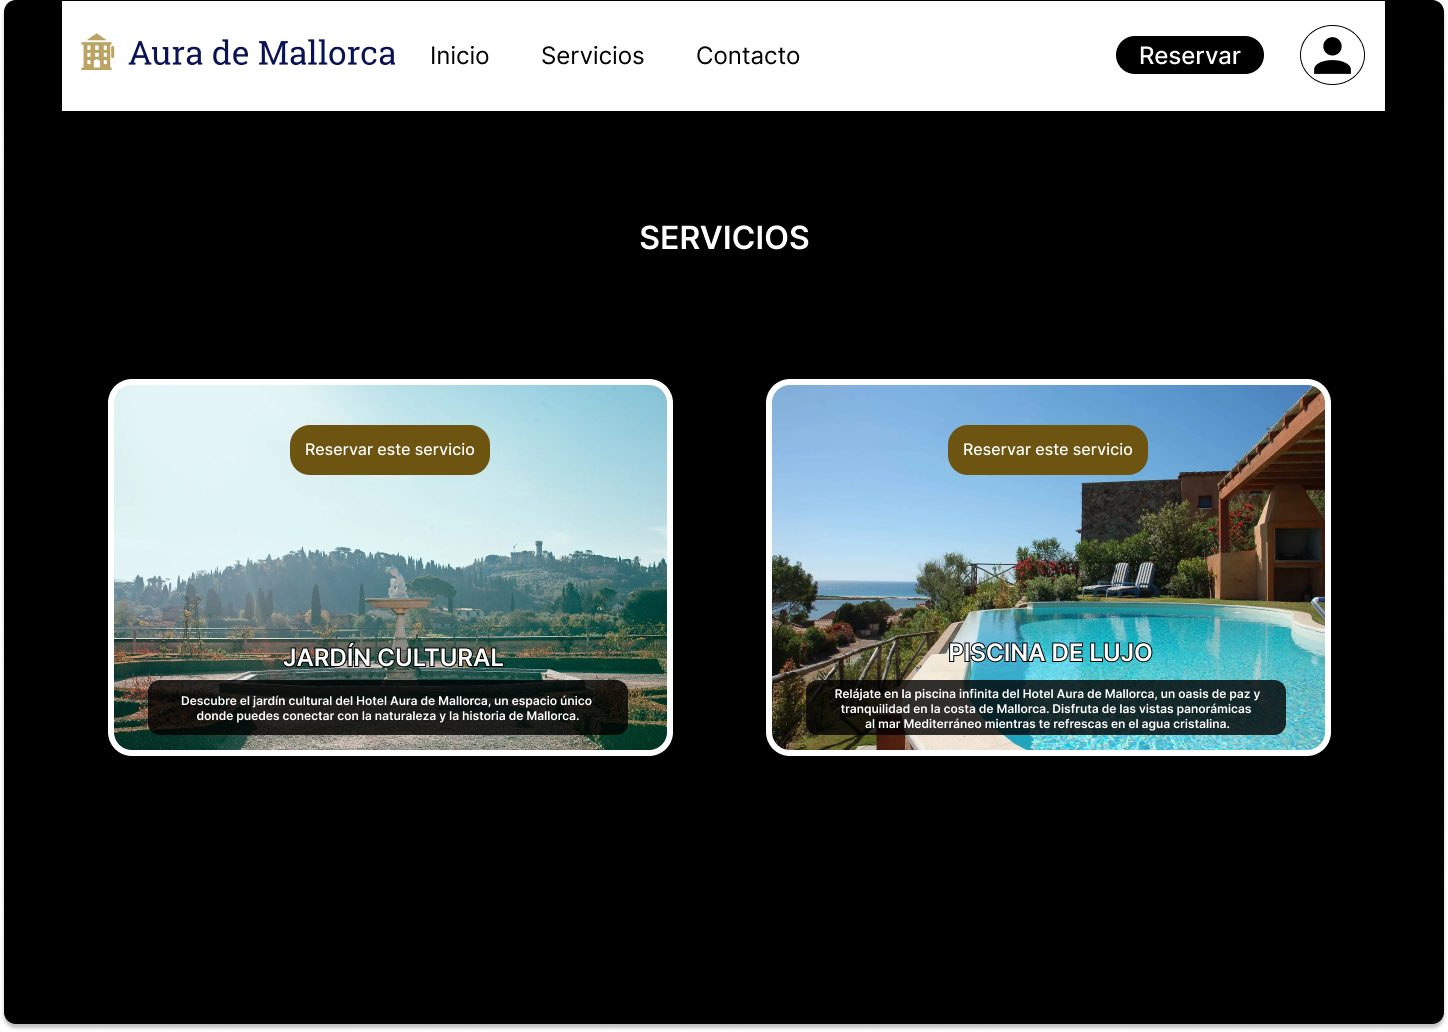 Aura de Mallorca
Inicio
Servicios
Contacto
Reservar
SERVICIOS
Reservar este servicio
JARDÍN CULTURAL
Descubre el jardín cultural del Hotel Aura de Mallorca, un espacio único
donde puedes conectar con la naturaleza y la historia de Mallorca.
Reservar este servicio
PISCINA DE LUJO
Relájate en la piscina infinita del Hotel Aura de Mallorca, un oasis de paz y
tranquilidad en la costa de Mallorca. Disfruta de las vistas panorámicas
al mar Mediterráneo mientras te refrescas en el agua cristalina.